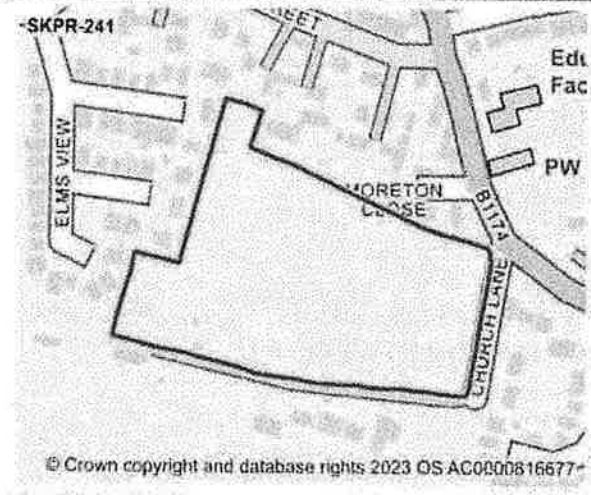 SKPR-241
REET
Edu
Fac
ELMS VIEW
MORETON
CLOSE
PW
B1174
CHURCH LANE
© Crown copyright and database rights 2023 OS AC0000816677